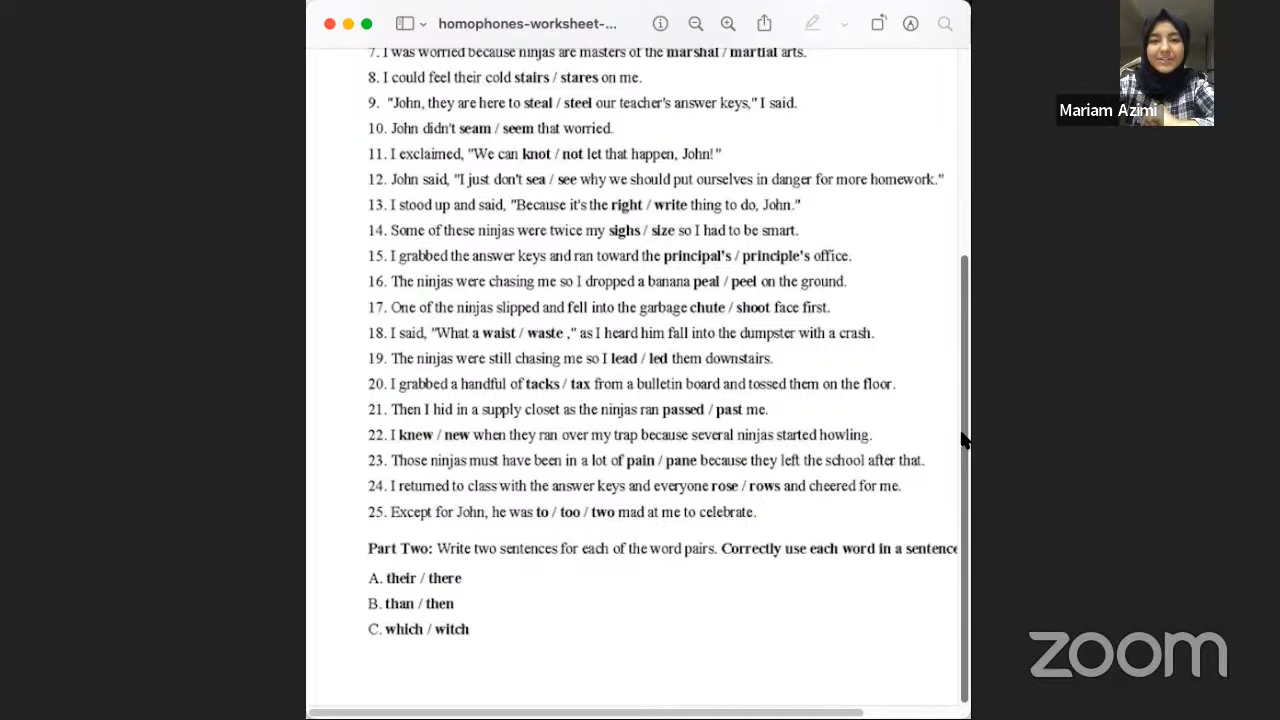 homophones-worksheet-...
7. I was worried because ninjas are masters of the marshal / martial arts.
8. I could feel their cold stairs / stares on me.
9. "John, they are here to steal / steel our teacher's answer keys," I said.
10. John didn't seam / seem that worried.
11. I exclaimed, "We can knot / not let that happen, John!"
12. John said, "I just don't sea / see why we should put ourselves in danger for more homework."
13. I stood up and said, "Because it's the right / write thing to do, John."
14. Some of these ninjas were twice my sighs / size so I had to be smart.
15. I grabbed the answer keys and ran toward the principal's / principle's office.
16. The ninjas were chasing me so I dropped a banana peal / peel on the ground.
17. One of the ninjas slipped and fell into the garbage chute / shoot face first.
18. I said, "What a waist / waste ," as I heard him fall into the dumpster with a crash.
19. The ninjas were still chasing me so I lead / led them downstairs.
20. I grabbed a handful of tacks / tax from a bulletin board and tossed them on the floor.
21. Then I hid in a supply closet as the ninjas ran passed / past me.
22. I knew / new when they ran over my trap because several ninjas started howling.
23. Those ninjas must have been in a lot of pain / pane because they left the school after that.
24. I returned to class with the answer keys and everyone rose / rows and cheered for me.
25. Except for John, he was to / too / two mad at me to celebrate.
Part Two: Write two sentences for each of the word pairs. Correctly use each word in a sentence
A. their / there
B. than / then
C. which / witch
Mariam Azimi
zoom